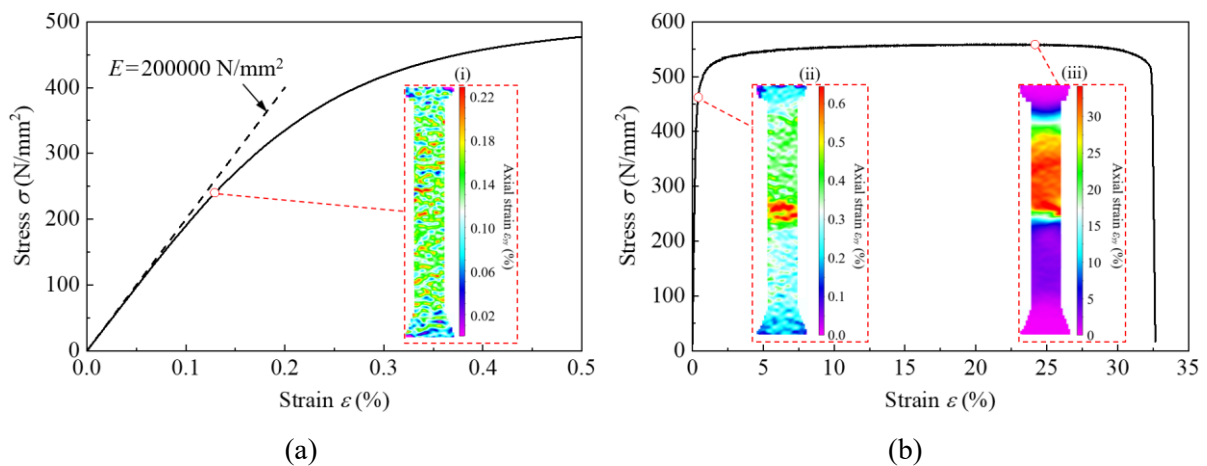 500
400
300
200
100
0
Stress σ (N/mm²)
E=200000 N/mm²
(i)
0.22
0.18
0.14
0.10
0.06
0.02
Axial strain εyy (%)
0.0 0.1 0.2 0.3 0.4 0.5
Strain ε (%)
(a)
600
500
400
300
200
100
0
Stress σ (N/mm²)
(ii)
0.6
0.5
0.4
0.3
0.2
0.1
0.0
Axial strain εyy (%)
(iii)
30
25
20
15
10
5
0
Axial strain εyy (%)
0 5 10 15 20 25 30 35
Strain ε (%)
(b)